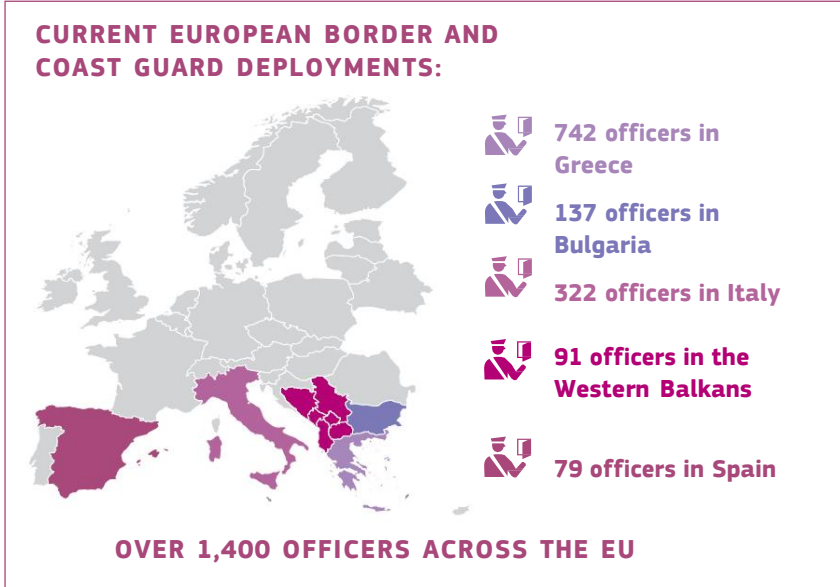 CURRENT EUROPEAN BORDER AND
COAST GUARD DEPLOYMENTS:
742 officers in
Greece
137 officers in
Bulgaria
322 officers in Italy
91 officers in the
Western Balkans
79 officers in Spain
OVER 1,400 OFFICERS ACROSS THE EU